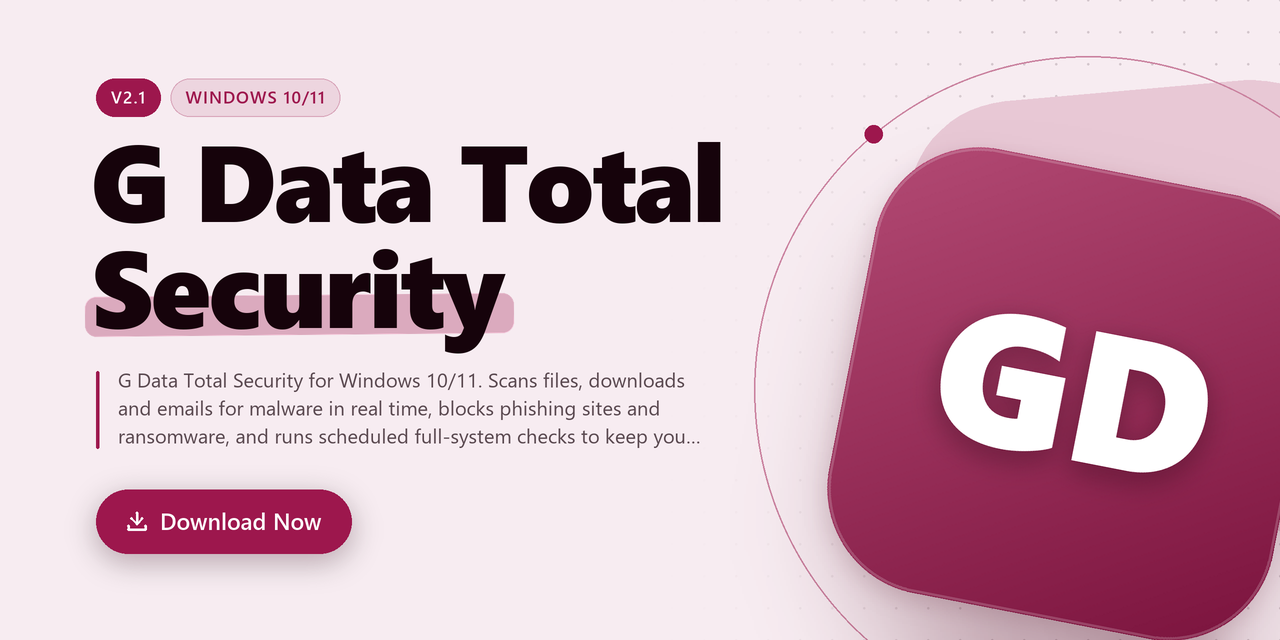 V2.1 WINDOWS 10/11
G Data Total
Security
G Data Total Security for Windows 10/11. Scans files, downloads
and emails for malware in real time, blocks phishing sites and
ransomware, and runs scheduled full-system checks to keep you...
Download Now
GD